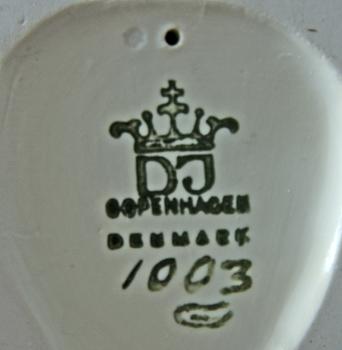 DJ
COPENHAGEN
DENMARK
1003